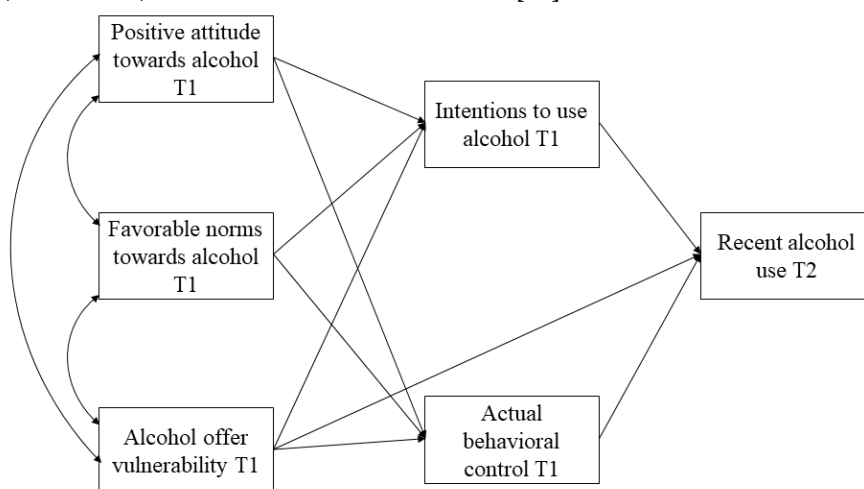 Positive attitude
towards alcohol
T1
Intentions to use
alcohol T1
Favorable norms
towards alcohol
T1
Recent alcohol
use T2
Alcohol offer
vulnerability T1
Actual
behavioral
control T1